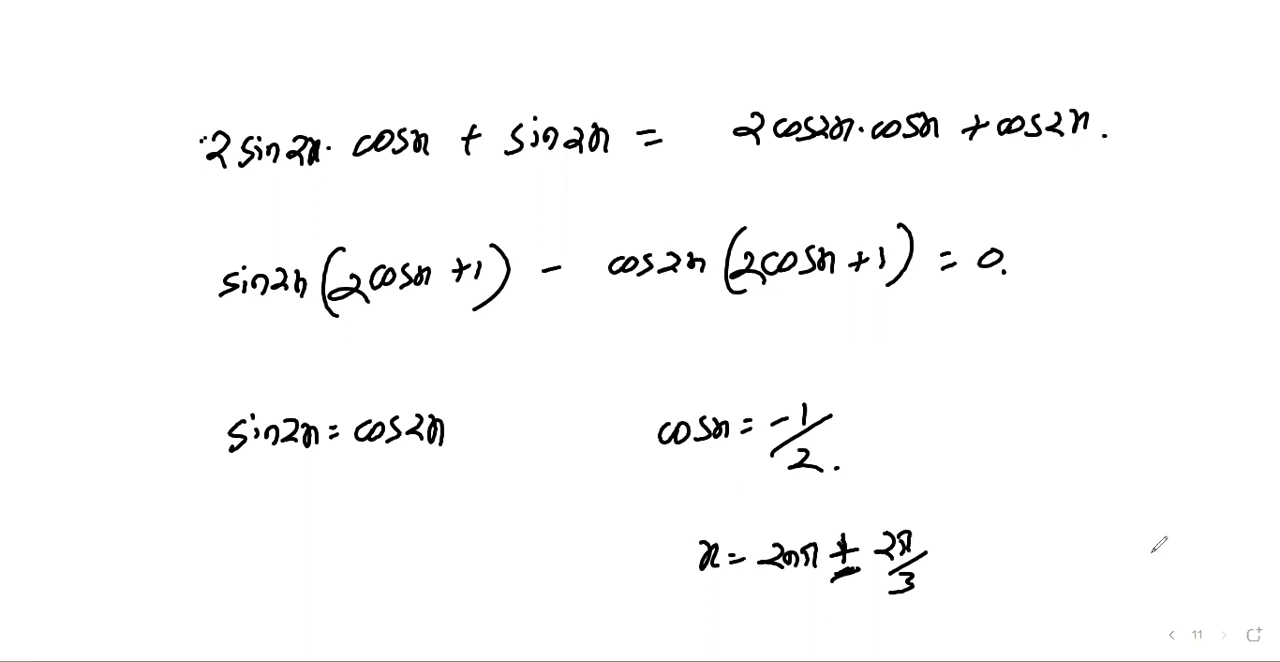 2 sin2x. cosx + sin2x = 2cos2x.cosx + cos2x.
sin2x (2cosx +1) - cos2x (2cosx+1) = 0.
sin2x = cos2x cosx = -1/2.
x = 2nπ ± 2π/3
< 11 >